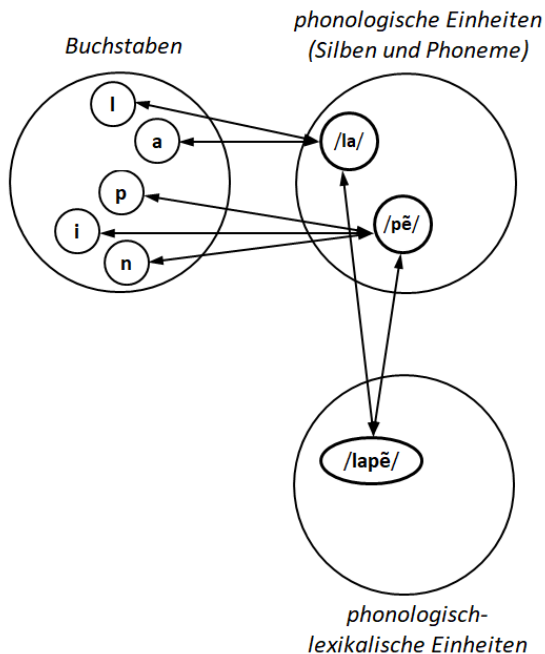 Buchstaben
phonologische Einheiten
(Silben und Phoneme)
l
a
p
i
n
/la/
/pẽ/
/lapẽ/
phonologisch-
lexikalische Einheiten